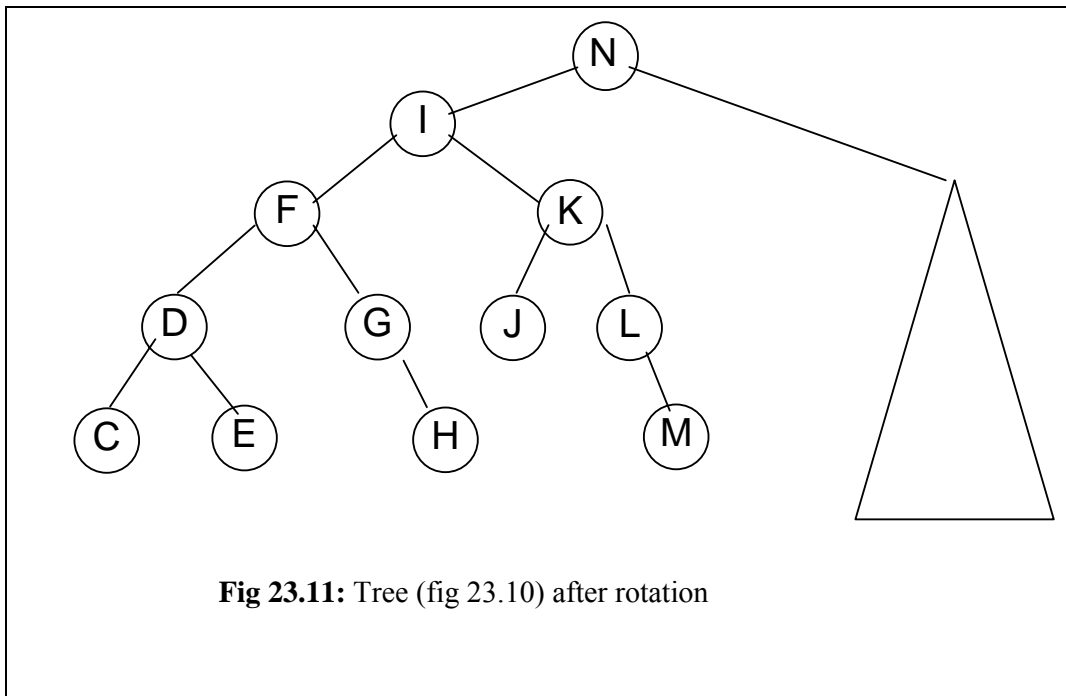 N
I
F K
D G J L
C E H M
Fig 23.11: Tree (fig 23.10) after rotation